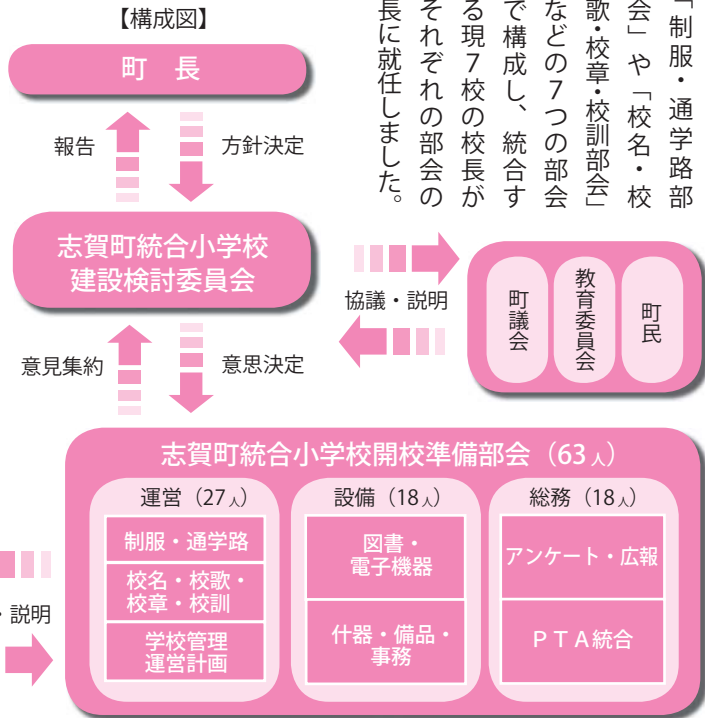 「制服・通学路部
会」や「校名・校
歌・校章・校訓部会」
などの７つの部会
で構成し、統合す
る現７校の校長が
それぞれの部会の
長に就任しました。
【構成図】
町　長
報告
方針決定
志賀町統合小学校
建設検討委員会
協議・説明
町議会
教育委員会
町民
意見集約
意思決定
志賀町統合小学校開校準備部会（63人）
運営（27人）
制服・通学路
校名・校歌・
校章・校訓
学校管理
運営計画
設備（18人）
図書・
電子機器
什器・備品・
事務
総務（18人）
アンケート・広報
ＰＴＡ統合
・説明